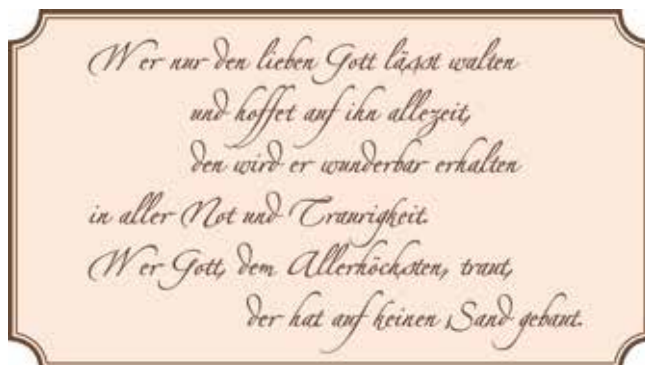 Wer nur den lieben Gott lässt walten
und hoffet auf ihn allezeit,
den wird er wunderbar erhalten
in aller Not und Traurigkeit.
Wer Gott, dem Allerhöchsten, traut,
der hat auf keinen Sand gebaut.